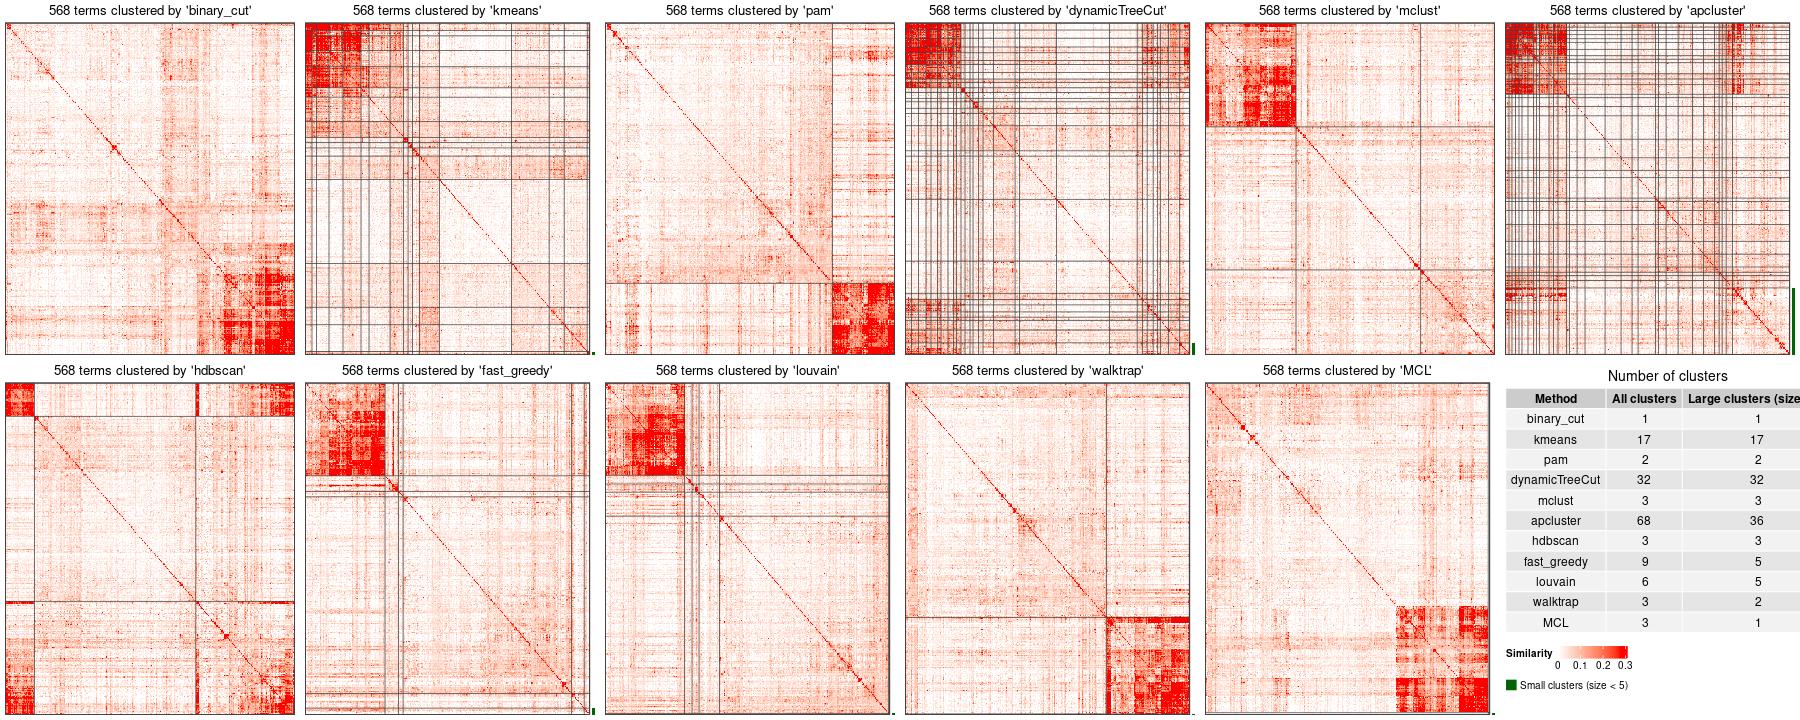 568 terms clustered by 'binary_cut'
568 terms clustered by 'kmeans'
568 terms clustered by 'pam'
568 terms clustered by 'dynamicTreeCut'
568 terms clustered by 'mclust'
568 terms clustered by 'apcluster'
568 terms clustered by 'hdbscan'
568 terms clustered by 'fast_greedy'
568 terms clustered by 'louvain'
568 terms clustered by 'walktrap'
568 terms clustered by 'MCL'
Number of clusters
Method All clusters Large clusters (size
binary_cut 1 1
kmeans 17 17
pam 2 2
dynamicTreeCut 32 32
mclust 3 3
apcluster 68 36
hdbscan 3 3
fast_greedy 9 5
louvain 6 5
walktrap 3 2
MCL 3 1
Similarity
0 0.1 0.2 0.3
Small clusters (size < 5)